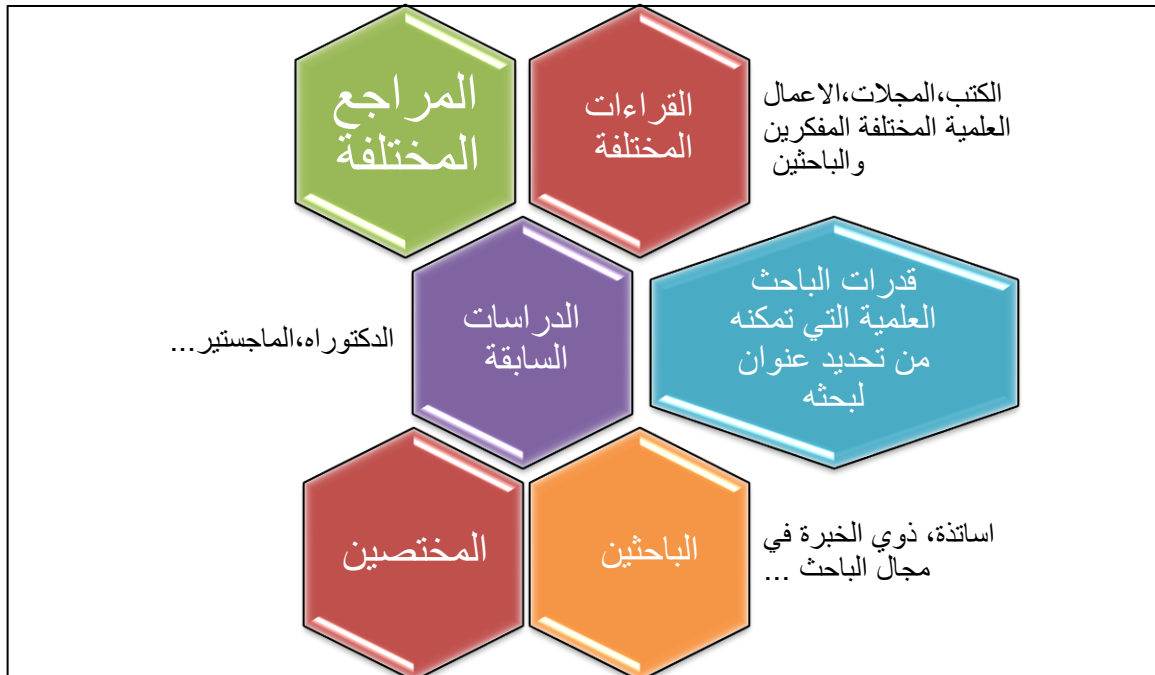 الكتب،المجلات،الاعمال
العلمية المختلفة المفكرين
والباحثين
القراءات
المختلفة
المراجع
المختلفة
قدرات الباحث
العلمية التي تمكنه
من تحديد عنوان
لبحثه
الدراسات
السابقة
الدكتوراه،الماجستير...
اساتذة، ذوي الخبرة في
مجال الباحث ...
الباحثين
المختصين